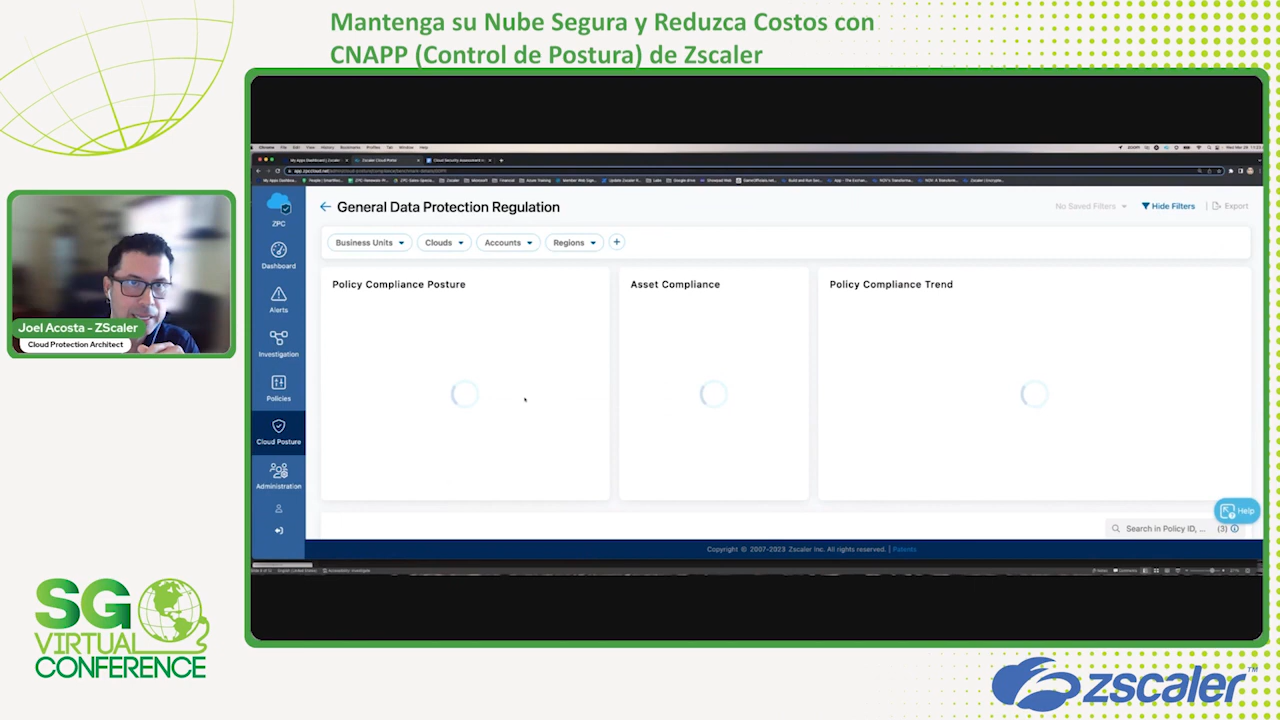 Mantenga su Nube Segura y Reduzca Costos con
CNAPP (Control de Postura) de Zscaler
Joel Acosta - ZScaler
Cloud Protection Architect
ZPC
Dashboard
Alerts
Investigation
Policies
Cloud Posture
Administration
General Data Protection Regulation
No Saved Filters
Hide Filters
Export
Business Units
Clouds
Accounts
Regions
+
Policy Compliance Posture
Asset Compliance
Policy Compliance Trend
Help
Search in Policy ID, ...
(3)
Copyright © 2007-2023 Zscaler Inc. All rights reserved. | Patents
SG
VIRTUAL
CONFERENCE
zscaler™